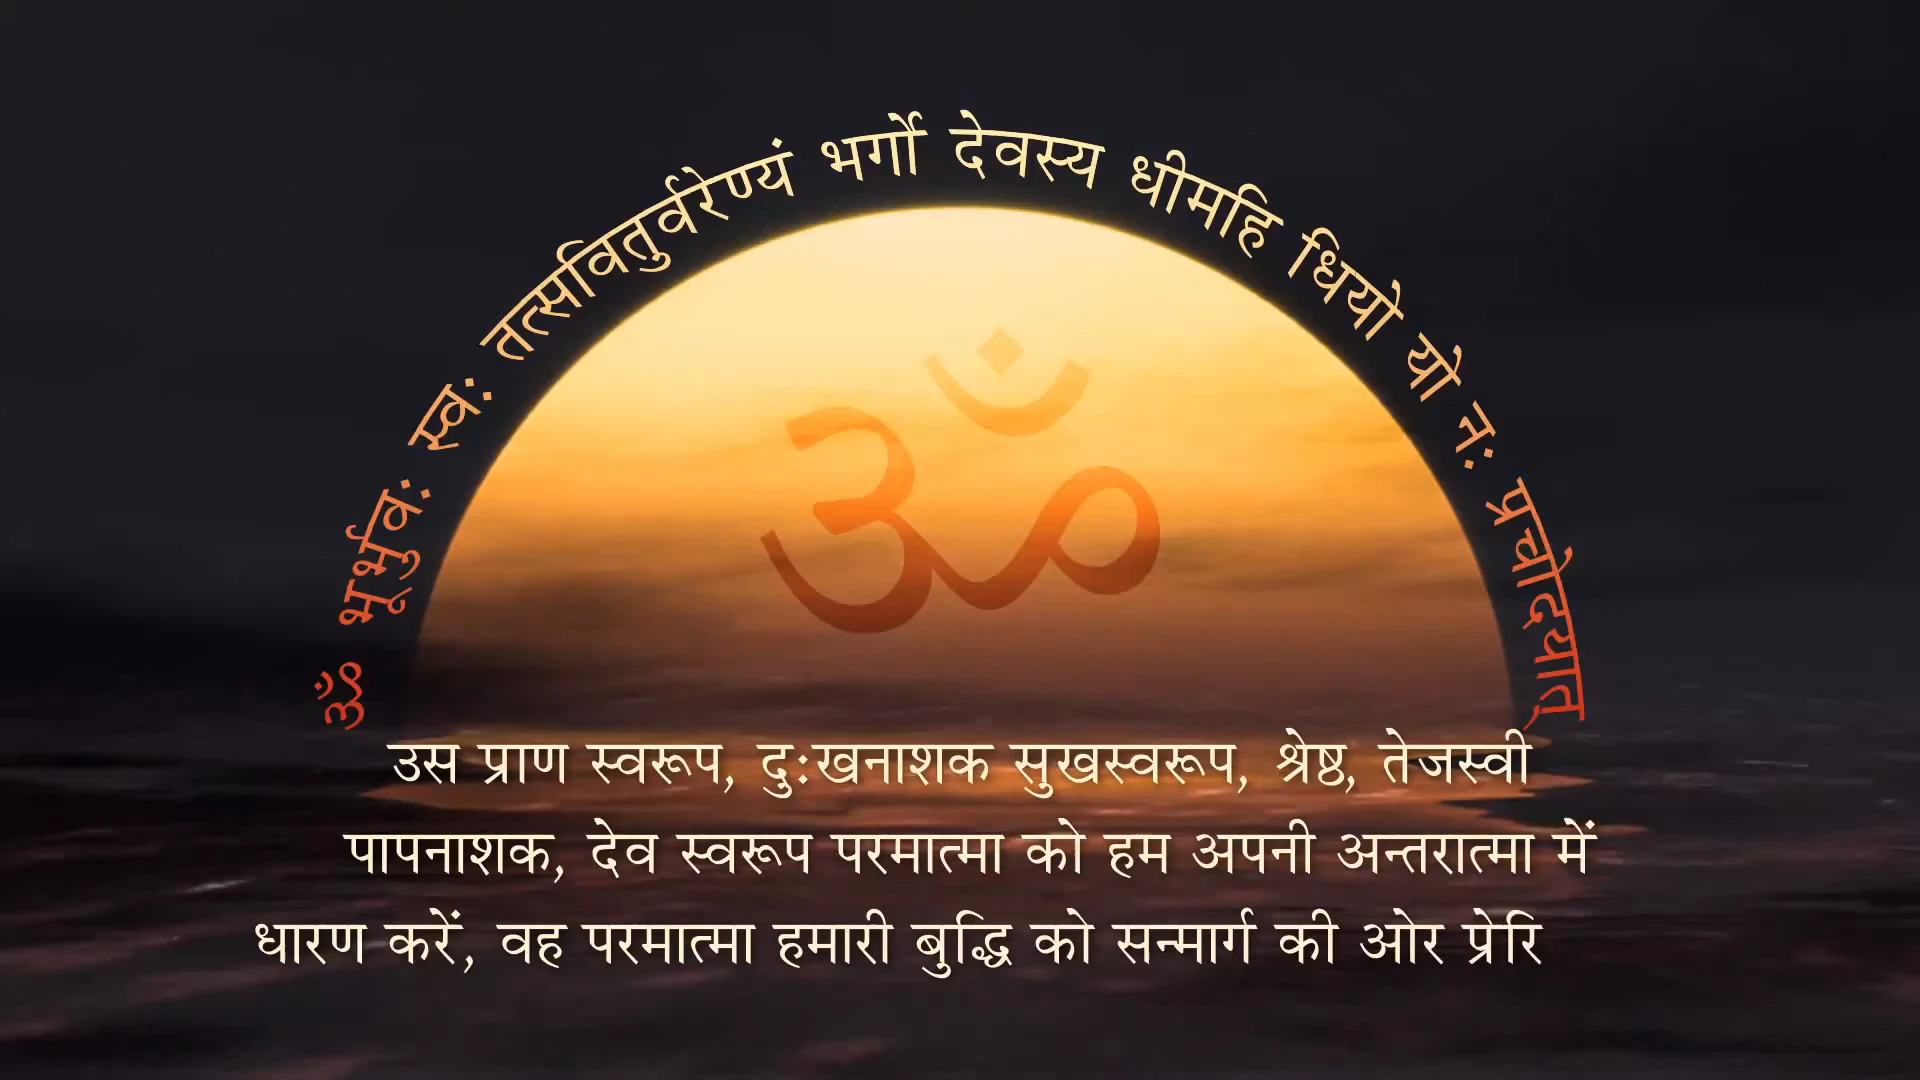 ॐ भूर्भुवः स्वः तत्सवितुर्वरेण्यं भर्गो देवस्य धीमहि धियो यो नः प्रचोदयात्
ॐ
उस प्राण स्वरूप, दुःखनाशक सुखस्वरूप, श्रेष्ठ, तेजस्वी
पापनाशक, देव स्वरूप परमात्मा को हम अपनी अन्तरात्मा में
धारण करें, वह परमात्मा हमारी बुद्धि को सन्मार्ग की ओर प्रेरि